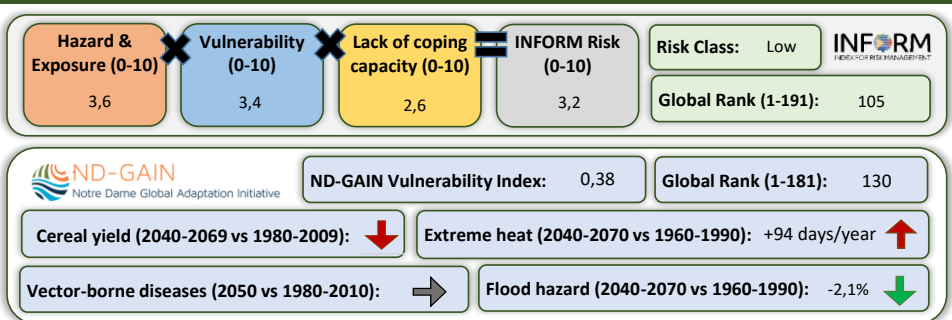 Hazard & Exposure (0-10)
3,6
Vulnerability (0-10)
3,4
Lack of coping capacity (0-10)
2,6
INFORM Risk (0-10)
3,2
Risk Class: Low
INFORM
INDEX FOR RISK MANAGEMENT
Global Rank (1-191): 105
ND-GAIN
Notre Dame Global Adaptation Initiative
ND-GAIN Vulnerability Index: 0,38
Global Rank (1-181): 130
Cereal yield (2040-2069 vs 1980-2009):
Extreme heat (2040-2070 vs 1960-1990): +94 days/year
Vector-borne diseases (2050 vs 1980-2010):
Flood hazard (2040-2070 vs 1960-1990): -2,1%